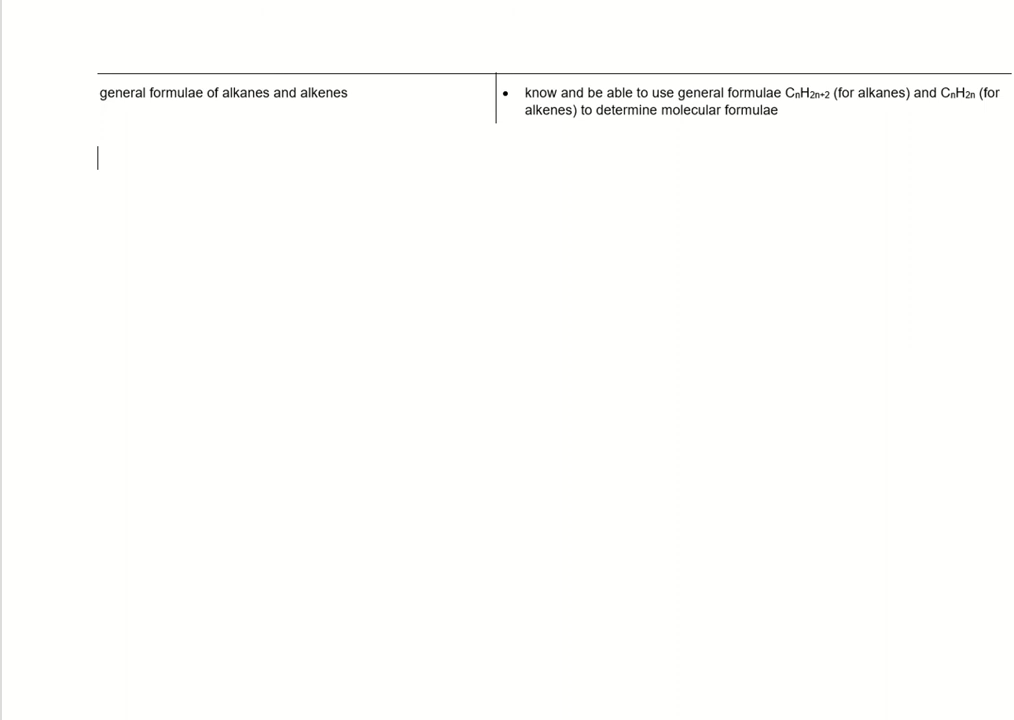 general formulae of alkanes and alkenes
• know and be able to use general formulae CnH2n+2 (for alkanes) and CnH2n (for
alkenes) to determine molecular formulae